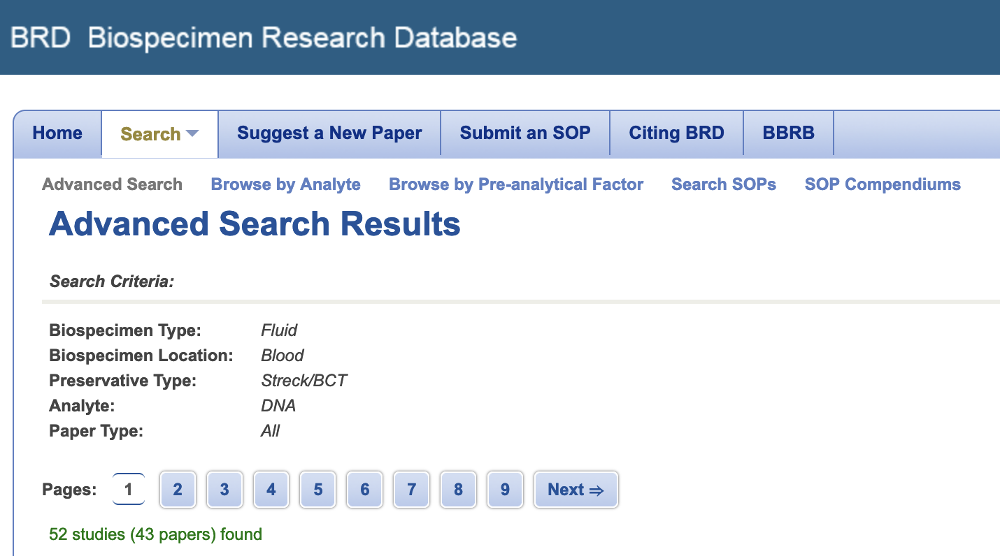 BRD Biospecimen Research Database
Home Search Suggest a New Paper Submit an SOP Citing BRD BBRB
Advanced Search Browse by Analyte Browse by Pre-analytical Factor Search SOPs SOP Compendiums
Advanced Search Results
Search Criteria:
Biospecimen Type: Fluid
Biospecimen Location: Blood
Preservative Type: Streck/BCT
Analyte: DNA
Paper Type: All
Pages: 1 2 3 4 5 6 7 8 9 Next ⇒
52 studies (43 papers) found